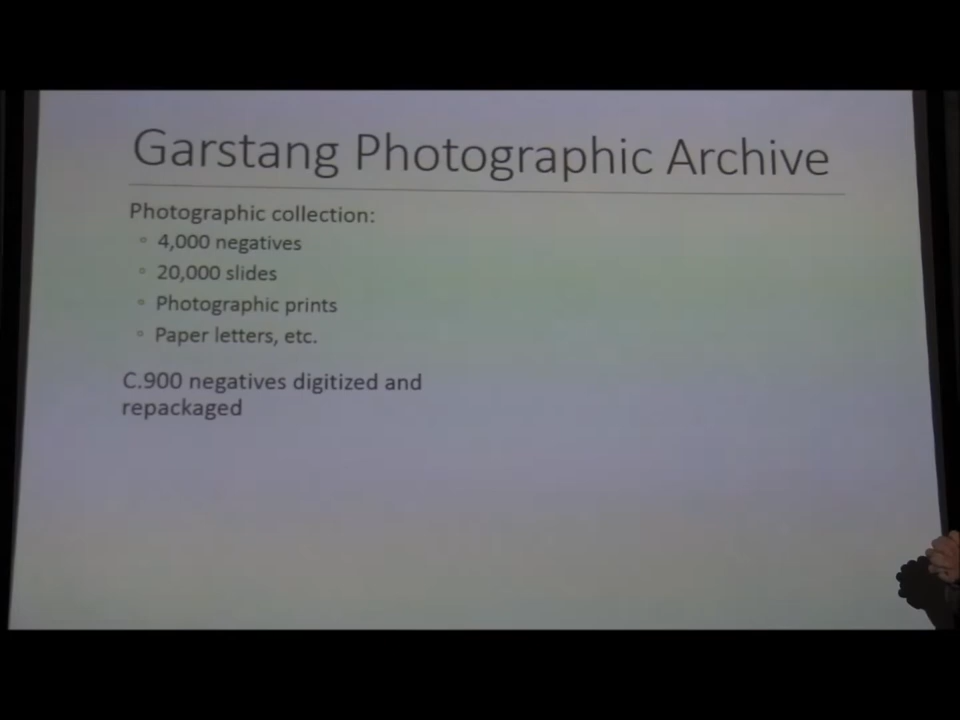 Garstang Photographic Archive
Photographic collection:
◦ 4,000 negatives
◦ 20,000 slides
◦ Photographic prints
◦ Paper letters, etc.
C.900 negatives digitized and
repackaged